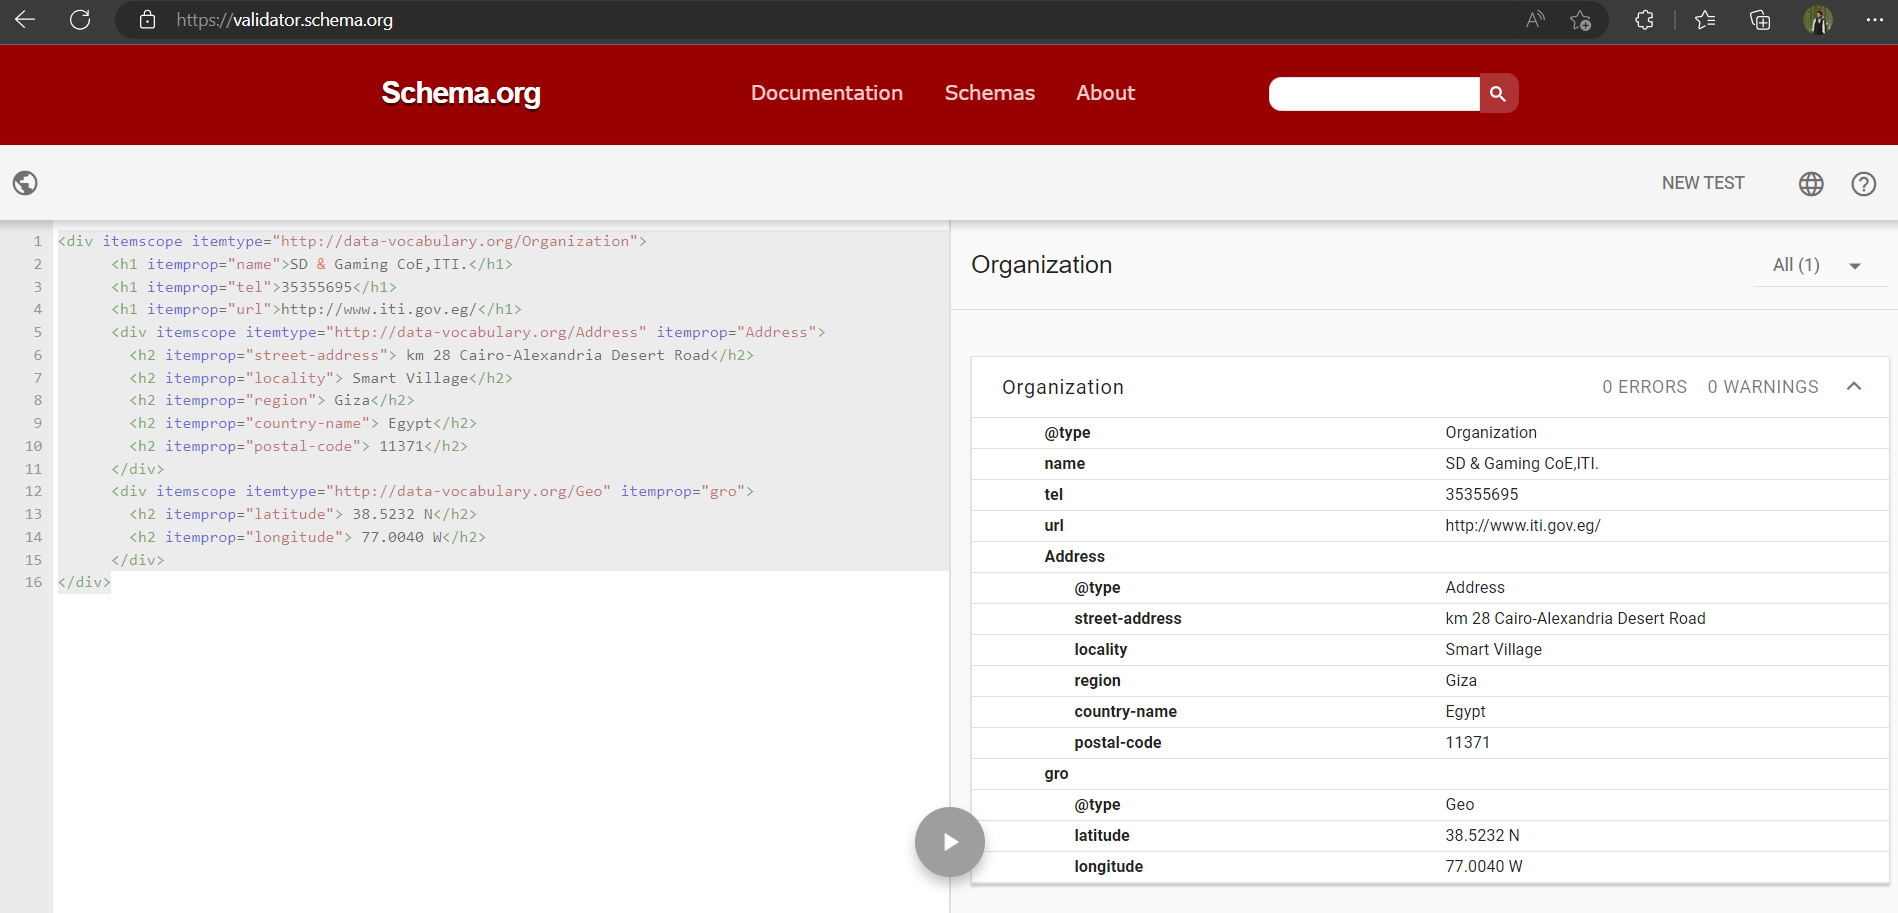 https://validator.schema.org
Schema.org
Documentation Schemas About
NEW TEST
1 <div itemscope itemtype="http://data-vocabulary.org/Organization">
2 <h1 itemprop="name">SD & Gaming CoE,ITI.</h1>
3 <h1 itemprop="tel">35355695</h1>
4 <h1 itemprop="url">http://www.iti.gov.eg/</h1>
5 <div itemscope itemtype="http://data-vocabulary.org/Address" itemprop="Address">
6 <h2 itemprop="street-address"> km 28 Cairo-Alexandria Desert Road</h2>
7 <h2 itemprop="locality"> Smart Village</h2>
8 <h2 itemprop="region"> Giza</h2>
9 <h2 itemprop="country-name"> Egypt</h2>
10 <h2 itemprop="postal-code"> 11371</h2>
11 </div>
12 <div itemscope itemtype="http://data-vocabulary.org/Geo" itemprop="gro">
13 <h2 itemprop="latitude"> 38.5232 N</h2>
14 <h2 itemprop="longitude"> 77.0040 W</h2>
15 </div>
16 </div>
Organization
All (1)
Organization 0 ERRORS 0 WARNINGS
@type Organization
name SD & Gaming CoE,ITI.
tel 35355695
url http://www.iti.gov.eg/
Address
@type Address
street-address km 28 Cairo-Alexandria Desert Road
locality Smart Village
region Giza
country-name Egypt
postal-code 11371
gro
@type Geo
latitude 38.5232 N
longitude 77.0040 W